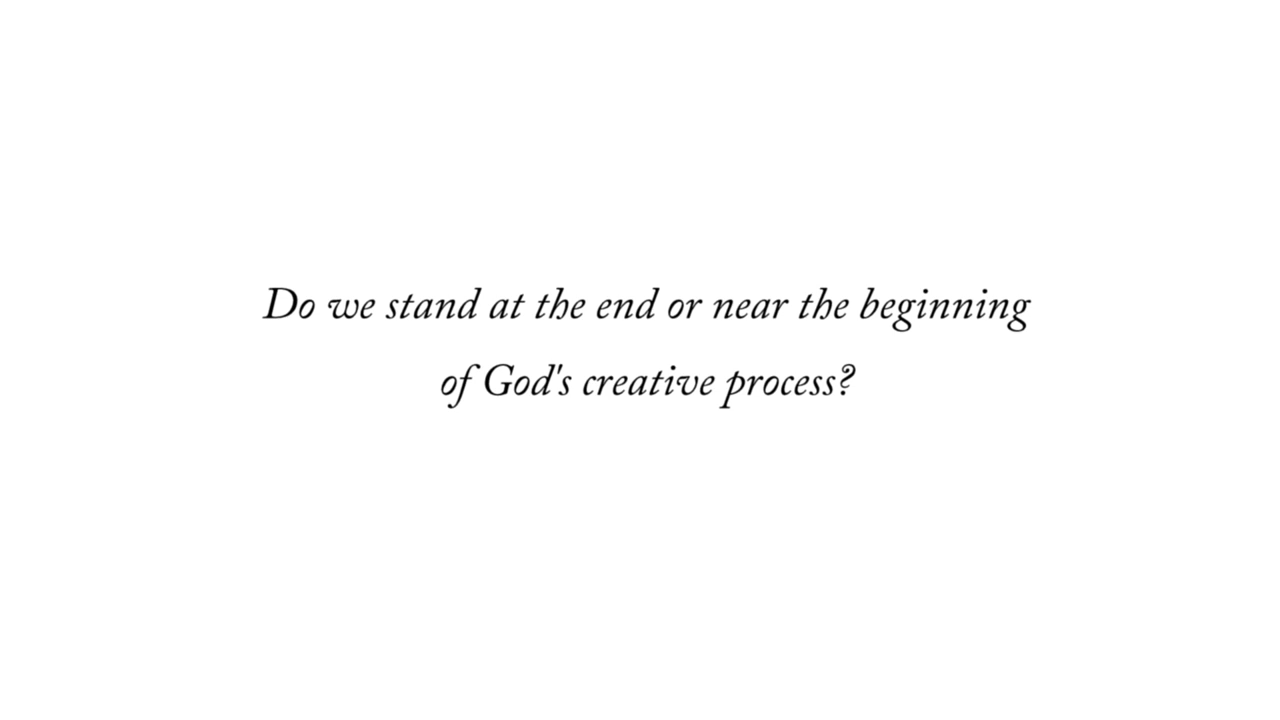 Do we stand at the end or near the beginning
of God's creative process?